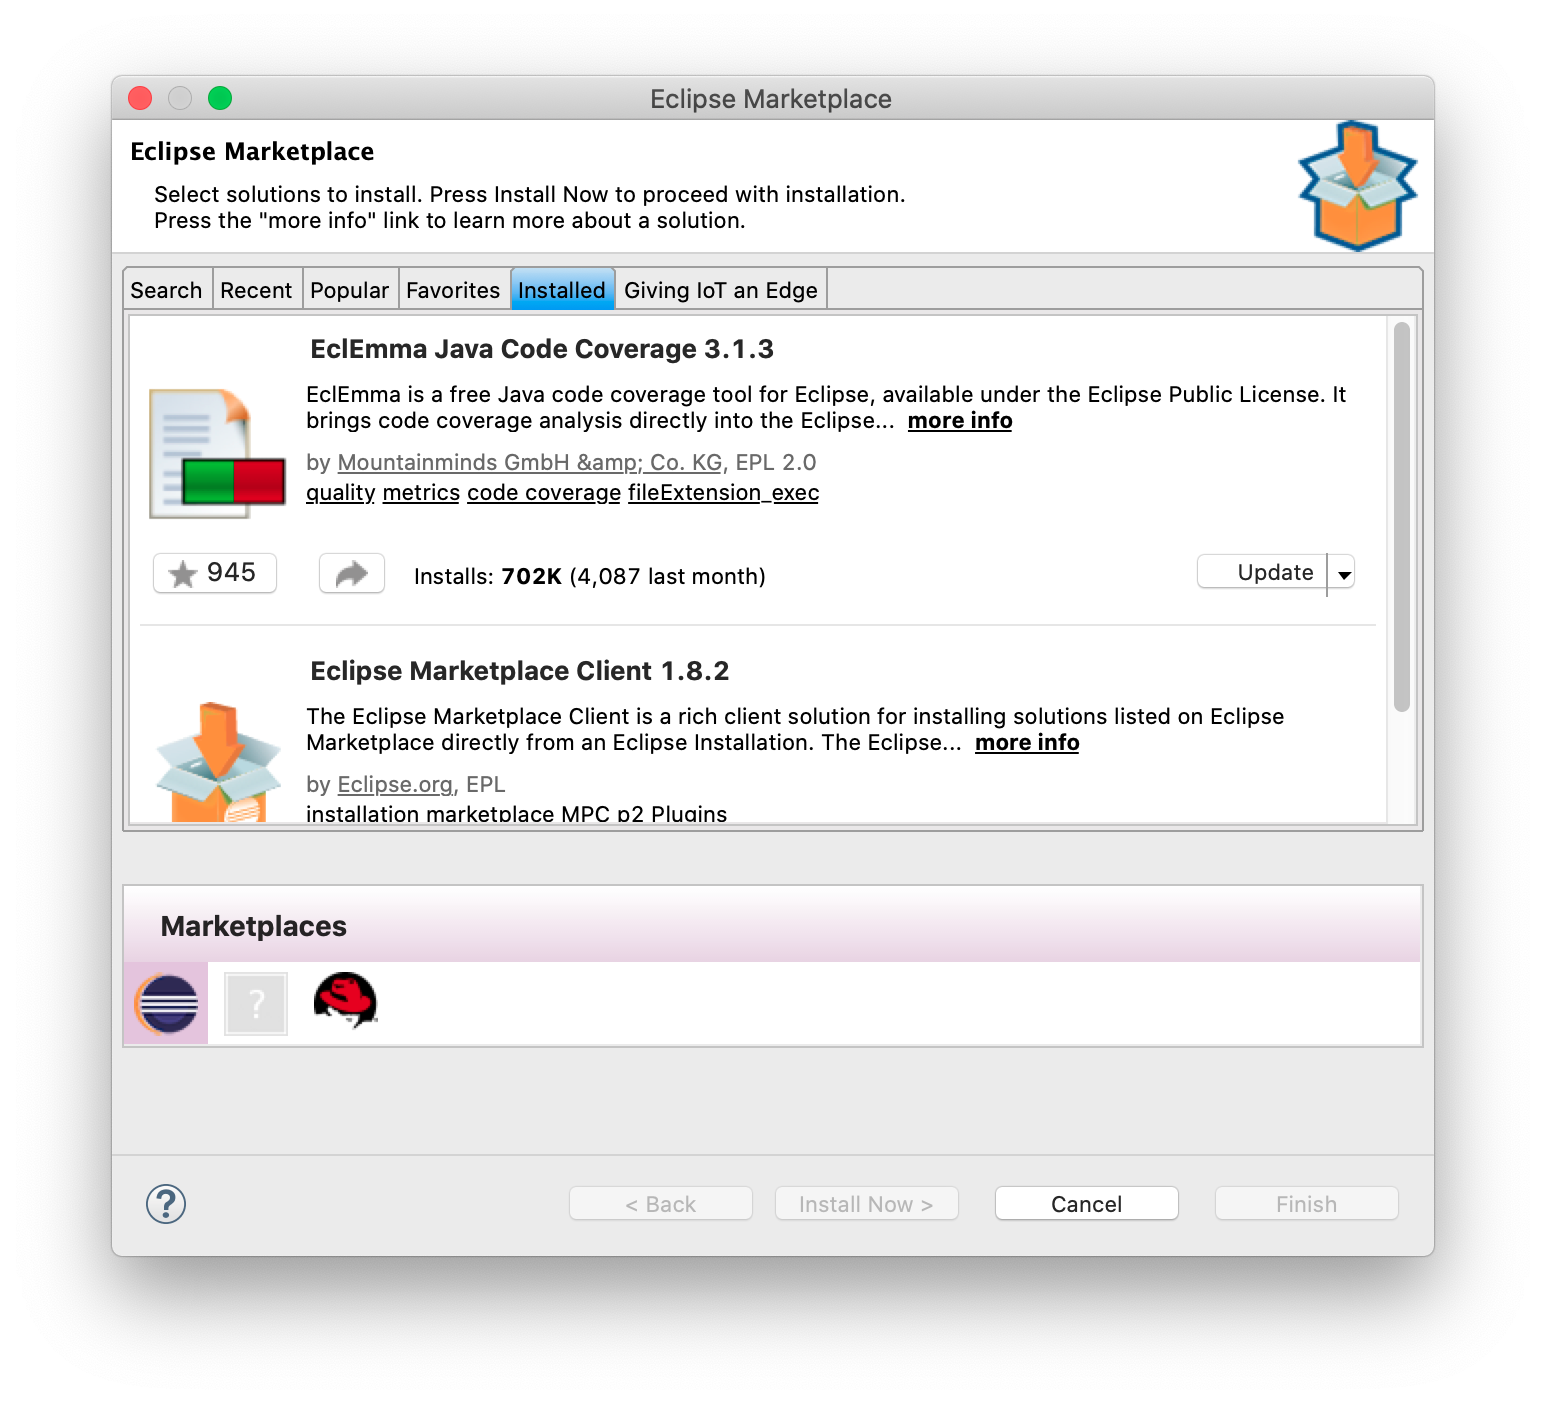 Eclipse Marketplace
Eclipse Marketplace
Select solutions to install. Press Install Now to proceed with installation.
Press the "more info" link to learn more about a solution.
Search Recent Popular Favorites Installed Giving IoT an Edge
EclEmma Java Code Coverage 3.1.3
EclEmma is a free Java code coverage tool for Eclipse, available under the Eclipse Public License. It
brings code coverage analysis directly into the Eclipse... more info
by Mountainminds GmbH &amp; Co. KG, EPL 2.0
quality metrics code coverage fileExtension_exec
945 Installs: 702K (4,087 last month) Update
Eclipse Marketplace Client 1.8.2
The Eclipse Marketplace Client is a rich client solution for installing solutions listed on Eclipse
Marketplace directly from an Eclipse Installation. The Eclipse... more info
by Eclipse.org, EPL
installation marketplace MPC p2 Plugins
Marketplaces
?
? < Back Install Now > Cancel Finish